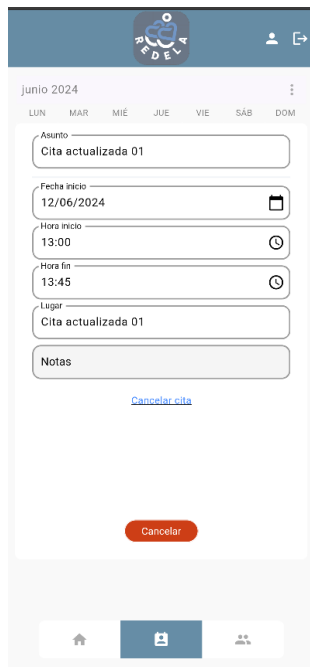 REDELA
junio 2024
LUN MAR MIÉ JUE VIE SÁB DOM
Asunto
Cita actualizada 01
Fecha inicio
12/06/2024
Hora inicio
13:00
Hora fin
13:45
Lugar
Cita actualizada 01
Notas
Cancelar cita
Cancelar